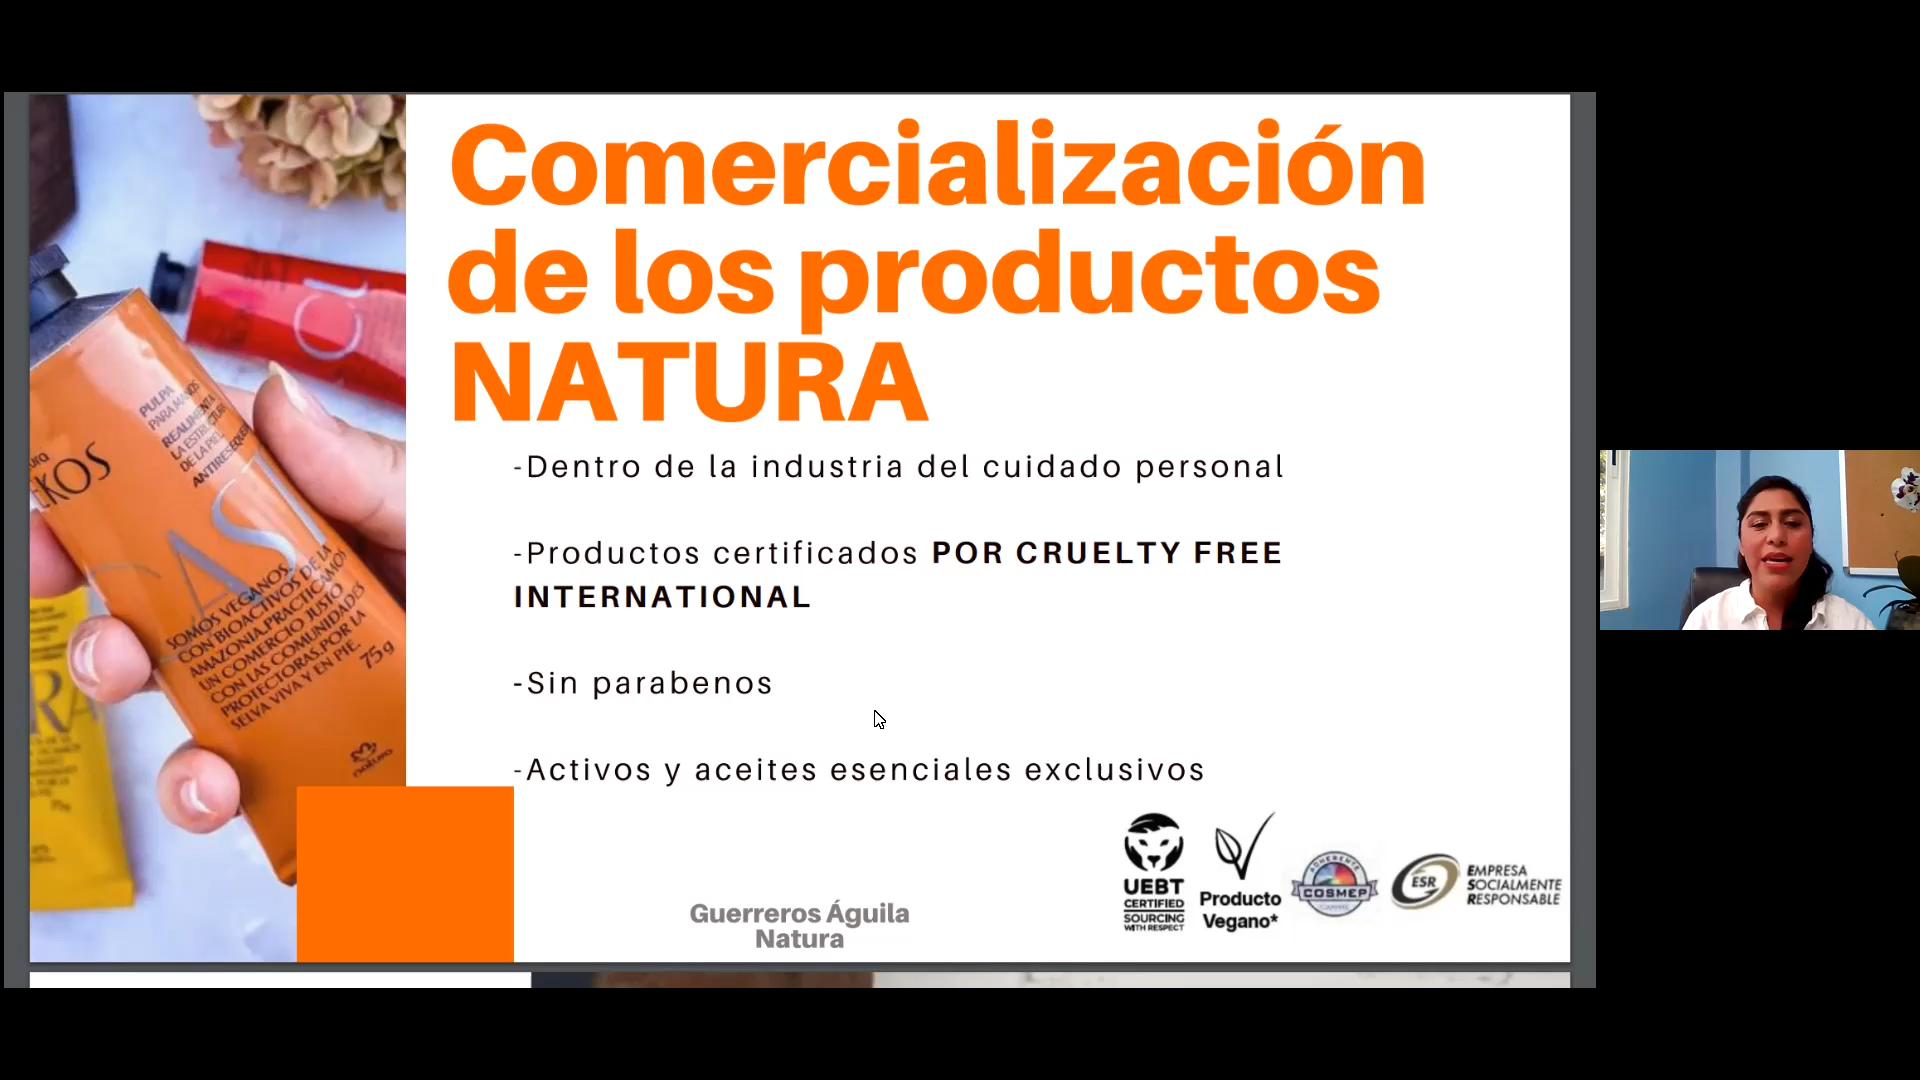 Comercialización
de los productos
NATURA
-Dentro de la industria del cuidado personal
-Productos certificados POR CRUELTY FREE
INTERNATIONAL
-Sin parabenos
-Activos y aceites esenciales exclusivos
Guerreros Águila
Natura
UEBT
CERTIFIED
SOURCING
WITH RESPECT
Producto
Vegano*
ADHERENTE
COSMEP
ESR
EMPRESA
SOCIALMENTE
RESPONSABLE
EKOS
PULPA
PARA MANOS
REALIMENTA
LA ESTRUCTURA
DE LA PIEL
SOMOS VEGANOS,
CON BIOACTIVOS DE LA
AMAZONIA.PRACTICAMOS
UN COMERCIO JUSTO
CON LAS COMUNIDADES
PROTECTORAS.POR LA
SELVA VIVA Y EN PIE.
75g
natura